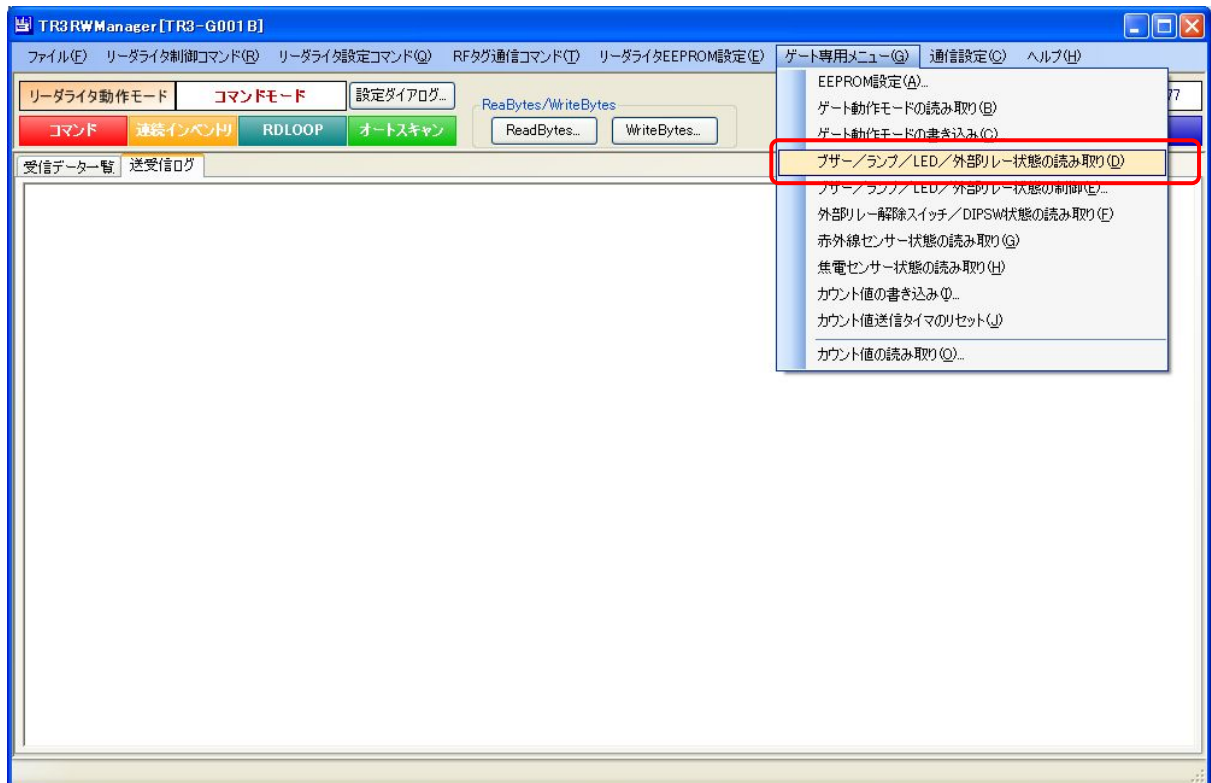 TR3RWManager[TR3-G001B]
ファイル(F) リーダライタ制御コマンド(R) リーダライタ設定コマンド(Q) RFタグ通信コマンド(T) リーダライタEEPROM設定(E) ゲート専用メニュー(G) 通信設定(C) ヘルプ(H)
リーダライタ動作モード コマンドモード 設定ダイアログ...
コマンド 連続インベントリ RDLOOP オートスキャン
ReaBytes/WriteBytes
ReadBytes... WriteBytes...
77
受信データ一覧 送受信ログ
EEPROM設定(A)...
ゲート動作モードの読み取り(B)
ゲート動作モードの書き込み(C)
ブザー／ランプ／LED／外部リレー状態の読み取り(D)
ブザー／ランプ／LED／外部リレー状態の制御(E)...
外部リレー解除スイッチ／DIPSW状態の読み取り(F)
赤外線センサー状態の読み取り(G)
焦電センサー状態の読み取り(H)
カウント値の書き込み(I)...
カウント値送信タイマのリセット(J)
カウント値の読み取り(O)...